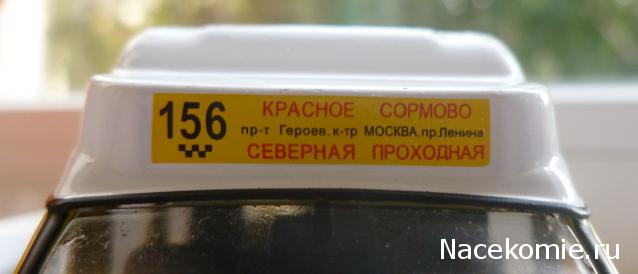 156
КРАСНОЕ СОРМОВО
пр-т Героев. к-тр МОСКВА, пр. Ленина
СЕВЕРНАЯ ПРОХОДНАЯ
Nacekomie.ru